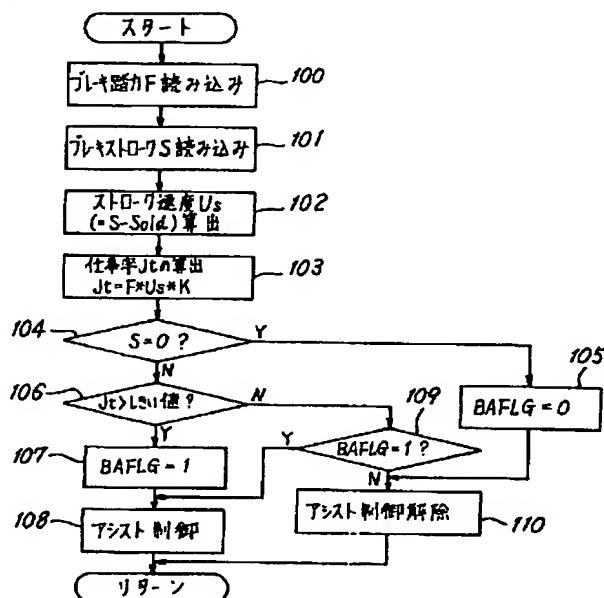 スタート
ブレーキ踏力F読み込み
100
ブレーキストロークS読み込み
101
ストローク速度Us
(=S-Sold)算出
102
仕事率Jtの算出
Jt=F*Us*K
103
104
S=0?
Y
N
105
BAFLG=0
106
Jt>しきい値?
N
Y
109
BAFLG=1?
Y
N
107
BAFLG=1
108
アシスト制御
アシスト制御解除
110
リターン